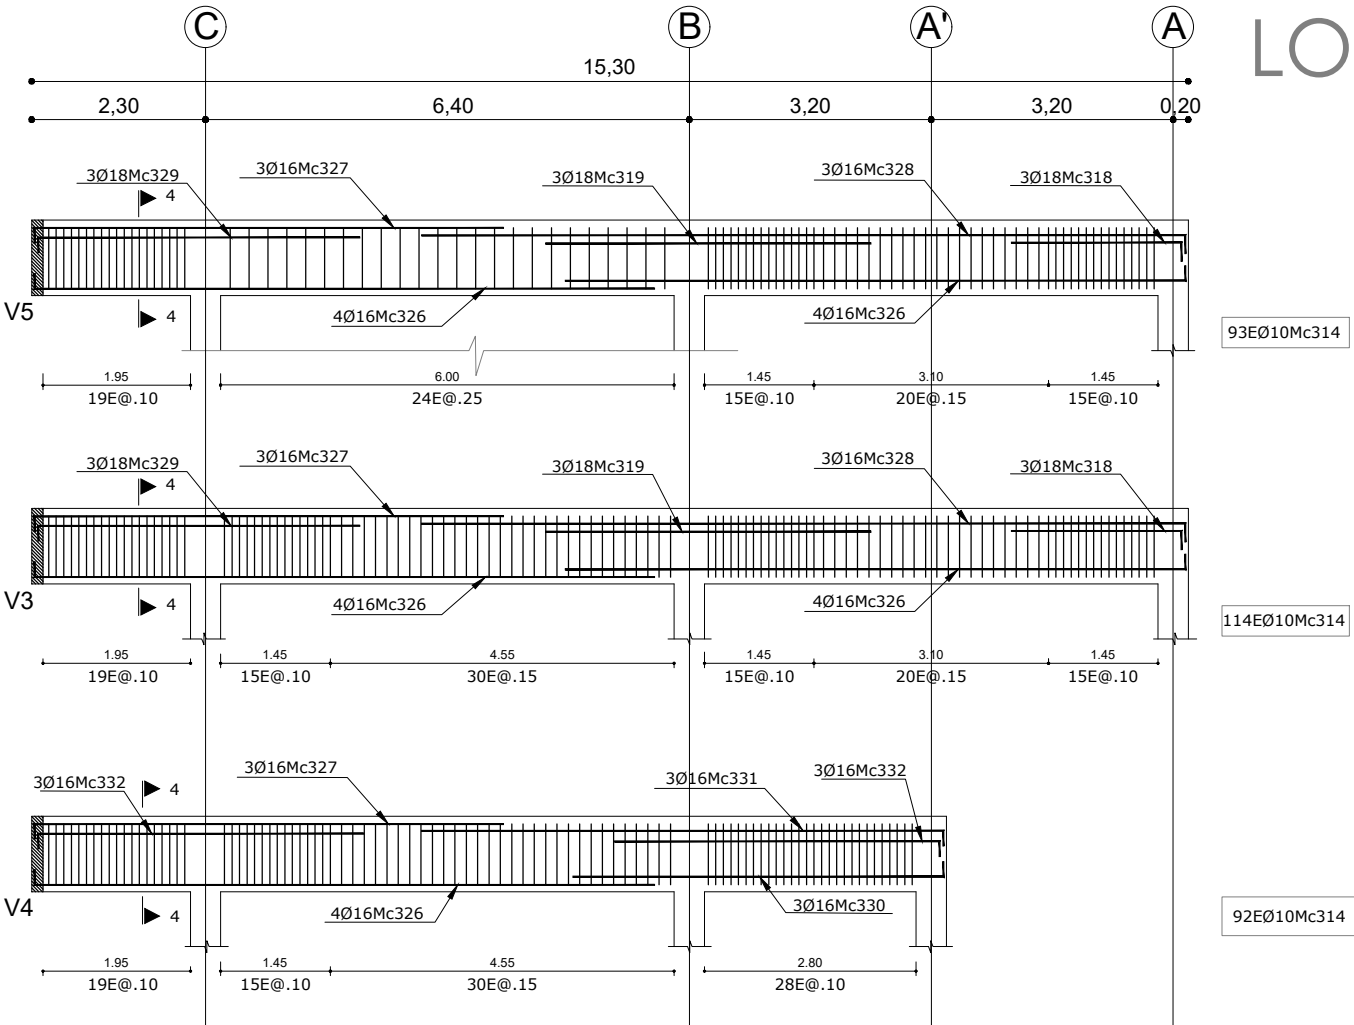 C B A' A LO
15,30
2,30 6,40 3,20 3,20 0,20
3Ø18Mc329 4 3Ø16Mc327 3Ø18Mc319 3Ø16Mc328 3Ø18Mc318
V5 4 4Ø16Mc326 4Ø16Mc326 93EØ10Mc314
1.95 6.00 1.45 3.10 1.45
19E@.10 24E@.25 15E@.10 20E@.15 15E@.10
3Ø18Mc329 4 3Ø16Mc327 3Ø18Mc319 3Ø16Mc328 3Ø18Mc318
V3 4 4Ø16Mc326 4Ø16Mc326 114EØ10Mc314
1.95 1.45 4.55 1.45 3.10 1.45
19E@.10 15E@.10 30E@.15 15E@.10 20E@.15 15E@.10
3Ø16Mc332 4 3Ø16Mc327 3Ø16Mc331 3Ø16Mc332
V4 4 4Ø16Mc326 3Ø16Mc330 92EØ10Mc314
1.95 1.45 4.55 2.80
19E@.10 15E@.10 30E@.15 28E@.10